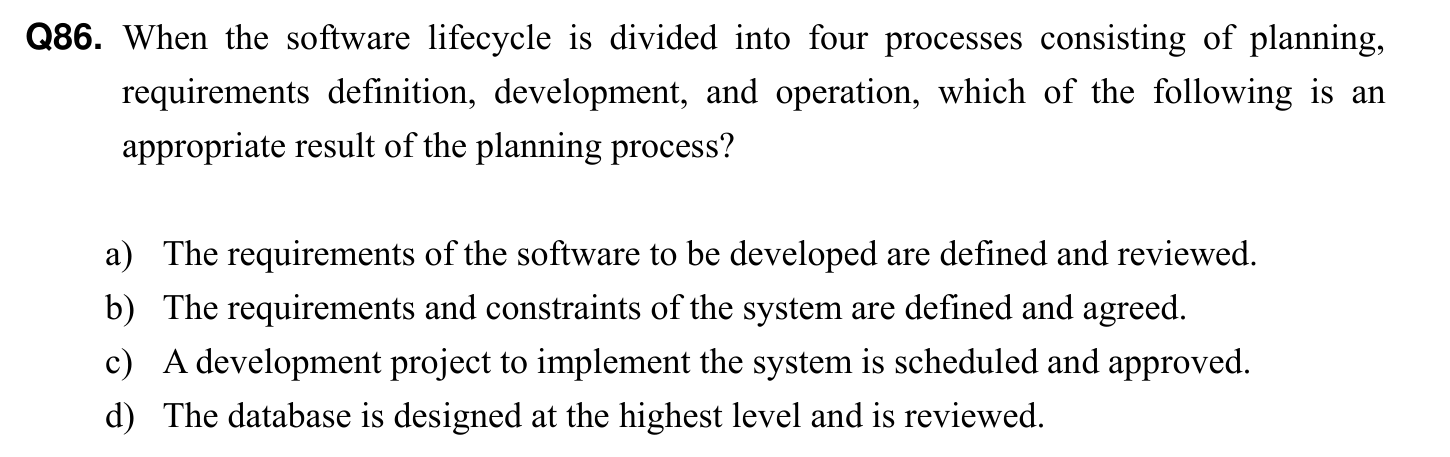 Q86. When the software lifecycle is divided into four processes consisting of planning,
requirements definition, development, and operation, which of the following is an
appropriate result of the planning process?
a) The requirements of the software to be developed are defined and reviewed.
b) The requirements and constraints of the system are defined and agreed.
c) A development project to implement the system is scheduled and approved.
d) The database is designed at the highest level and is reviewed.